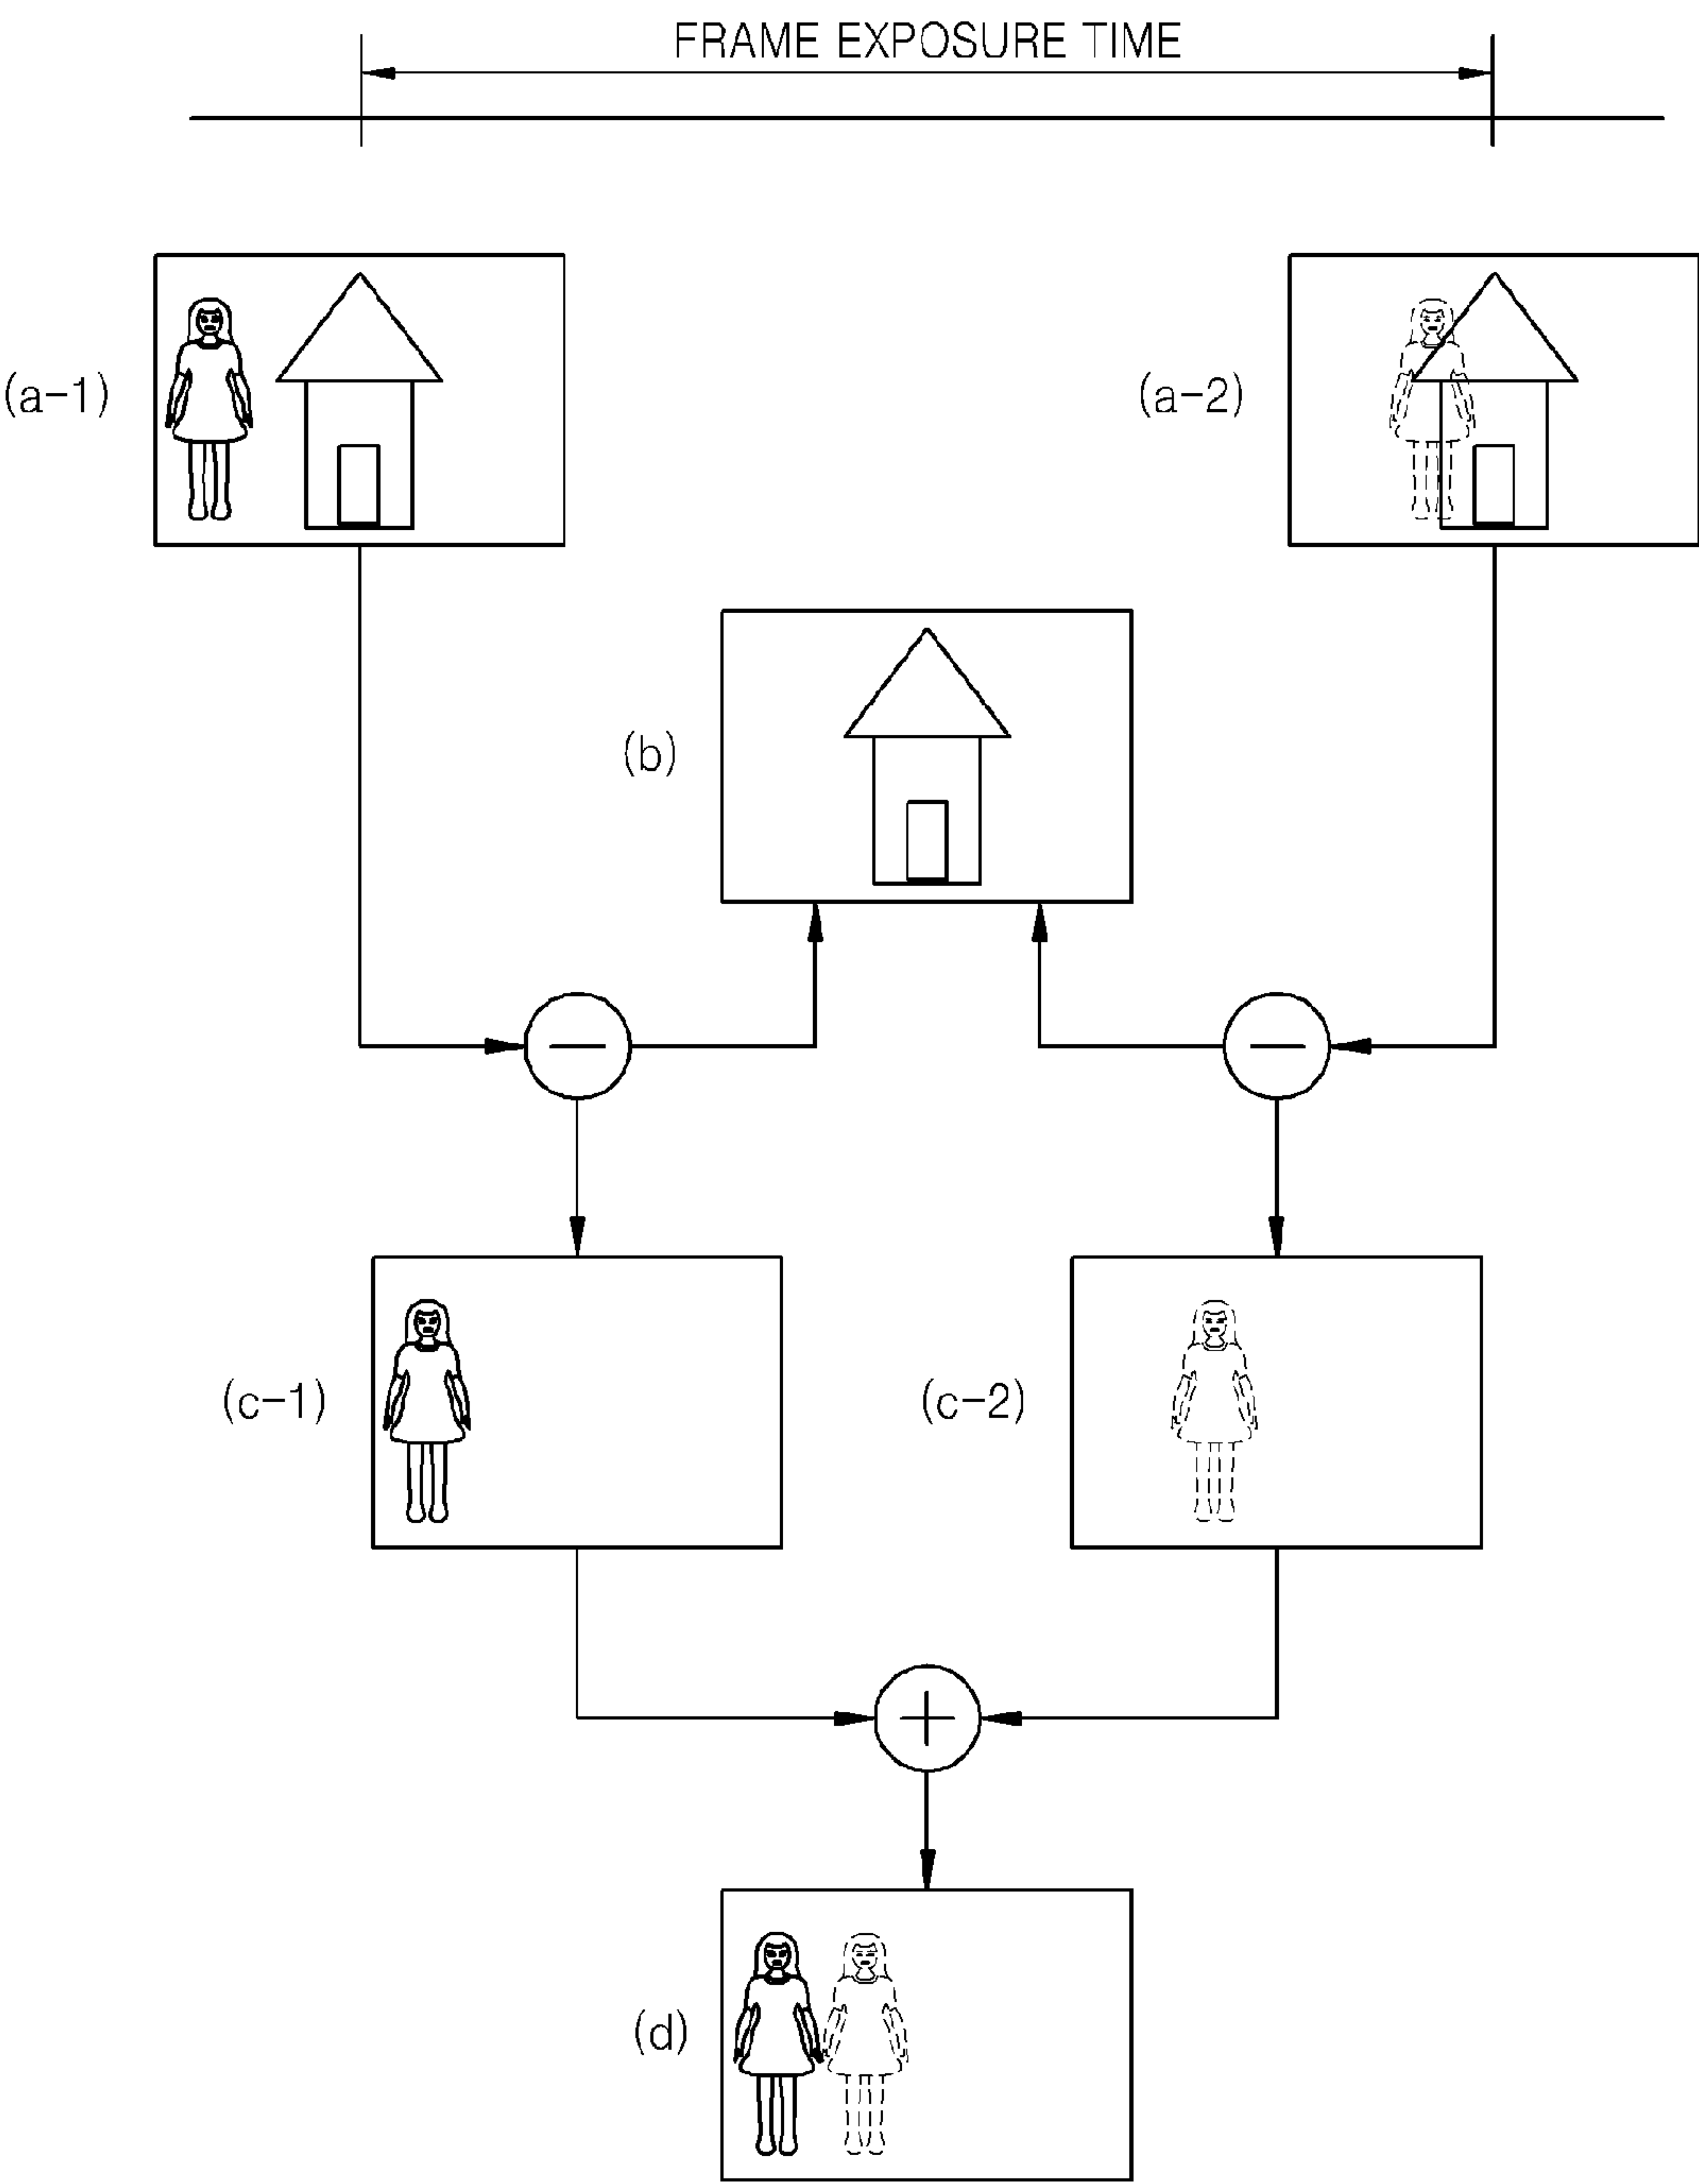 FRAME EXPOSURE TIME
(a-1)
(a-2)
(b)
(c-1)
(c-2)
(d)